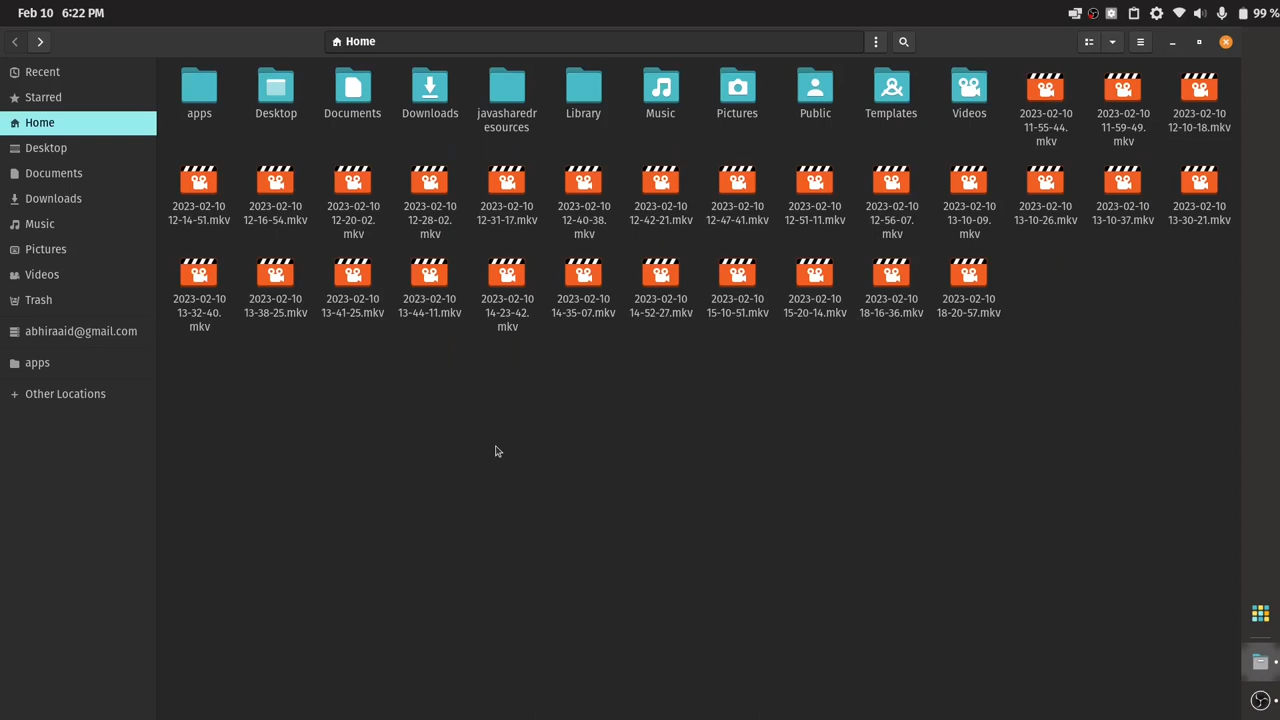 Feb 10 6:22 PM
99 %
Home
Recent
Starred
Home
Desktop
Documents
Downloads
Music
Pictures
Videos
Trash
abhiraaid@gmail.com
apps
Other Locations
apps
Desktop
Documents
Downloads
javasharedr
esources
Library
Music
Pictures
Public
Templates
Videos
2023-02-10
11-55-44.
mkv
2023-02-10
11-59-49.
mkv
2023-02-10
12-10-18.mkv
2023-02-10
12-14-51.mkv
2023-02-10
12-16-54.mkv
2023-02-10
12-20-02.
mkv
2023-02-10
12-28-02.
mkv
2023-02-10
12-31-17.mkv
2023-02-10
12-40-38.
mkv
2023-02-10
12-42-21.mkv
2023-02-10
12-47-41.mkv
2023-02-10
12-51-11.mkv
2023-02-10
12-56-07.
mkv
2023-02-10
13-10-09.
mkv
2023-02-10
13-10-26.mkv
2023-02-10
13-10-37.mkv
2023-02-10
13-30-21.mkv
2023-02-10
13-32-40.
mkv
2023-02-10
13-38-25.mkv
2023-02-10
13-41-25.mkv
2023-02-10
13-44-11.mkv
2023-02-10
14-23-42.
mkv
2023-02-10
14-35-07.mkv
2023-02-10
14-52-27.mkv
2023-02-10
15-10-51.mkv
2023-02-10
15-20-14.mkv
2023-02-10
18-16-36.mkv
2023-02-10
18-20-57.mkv